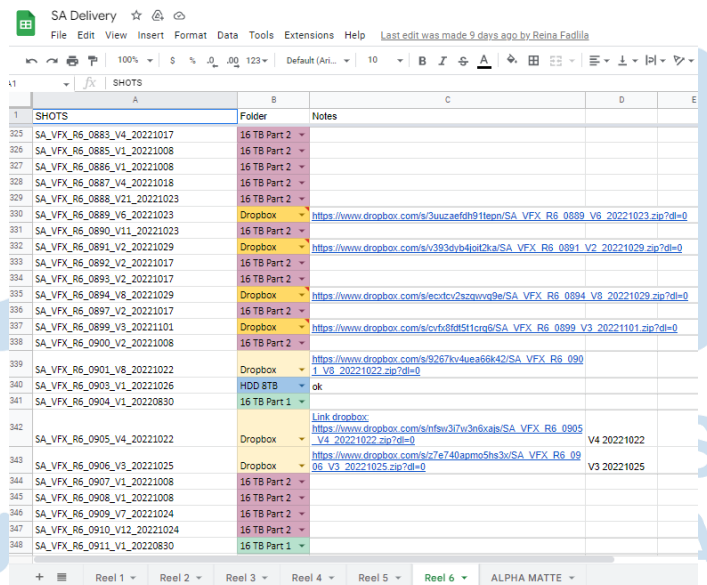 SA Delivery
File Edit View Insert Format Data Tools Extensions Help Last edit was made 9 days ago by Reina Fadlila
100% $ % .0 .00 123 Default (Ari... 10 B I S A
A1 fx SHOTS
A B C D E
1 SHOTS Folder Notes
325 SA_VFX_R6_0883_V4_20221017 16 TB Part 2
326 SA_VFX_R6_0885_V1_20221008 16 TB Part 2
327 SA_VFX_R6_0886_V1_20221008 16 TB Part 2
328 SA_VFX_R6_0887_V4_20221018 16 TB Part 2
329 SA_VFX_R6_0888_V21_20221023 16 TB Part 2
330 SA_VFX_R6_0889_V6_20221023 Dropbox https://www.dropbox.com/s/3uuzaefdh91fepn/SA_VFX_R6_0889_V6_20221023.zip?dl=0
331 SA_VFX_R6_0890_V11_20221023 16 TB Part 2
332 SA_VFX_R6_0891_V2_20221029 Dropbox https://www.dropbox.com/s/v393dyb4joit2ka/SA_VFX_R6_0891_V2_20221029.zip?dl=0
333 SA_VFX_R6_0892_V2_20221017 16 TB Part 2
334 SA_VFX_R6_0893_V2_20221017 16 TB Part 2
335 SA_VFX_R6_0894_V8_20221029 Dropbox https://www.dropbox.com/s/ecxtcv2szqwvq9e/SA_VFX_R6_0894_V8_20221029.zip?dl=0
336 SA_VFX_R6_0897_V2_20221017 16 TB Part 2
337 SA_VFX_R6_0899_V3_20221101 Dropbox https://www.dropbox.com/s/cvfx8fdt5t1crq6/SA_VFX_R6_0899_V3_20221101.zip?dl=0
338 SA_VFX_R6_0900_V2_20221008 16 TB Part 2
https://www.dropbox.com/s/9267kv4uea66k42/SA_VFX_R6_090
339 SA_VFX_R6_0901_V8_20221022 Dropbox 1_V8_20221022.zip?dl=0
340 SA_VFX_R6_0903_V1_20221026 HDD 8TB ok
341 SA_VFX_R6_0904_V1_20220830 16 TB Part 1
Link dropbox:
https://www.dropbox.com/s/nfsw3i7w3n6xajs/SA_VFX_R6_0905
342 SA_VFX_R6_0905_V4_20221022 Dropbox _V4_20221022.zip?dl=0 V4 20221022
https://www.dropbox.com/s/z7e740apmo5hs3x/SA_VFX_R6_09
343 SA_VFX_R6_0906_V3_20221025 Dropbox 06_V3_20221025.zip?dl=0 V3 20221025
344 SA_VFX_R6_0907_V1_20221008 16 TB Part 2
345 SA_VFX_R6_0908_V1_20221008 16 TB Part 2
346 SA_VFX_R6_0909_V7_20221024 16 TB Part 2
347 SA_VFX_R6_0910_V12_20221024 16 TB Part 2
348 SA_VFX_R6_0911_V1_20220830 16 TB Part 1
Reel 1 Reel 2 Reel 3 Reel 4 Reel 5 Reel 6 ALPHA MATTE